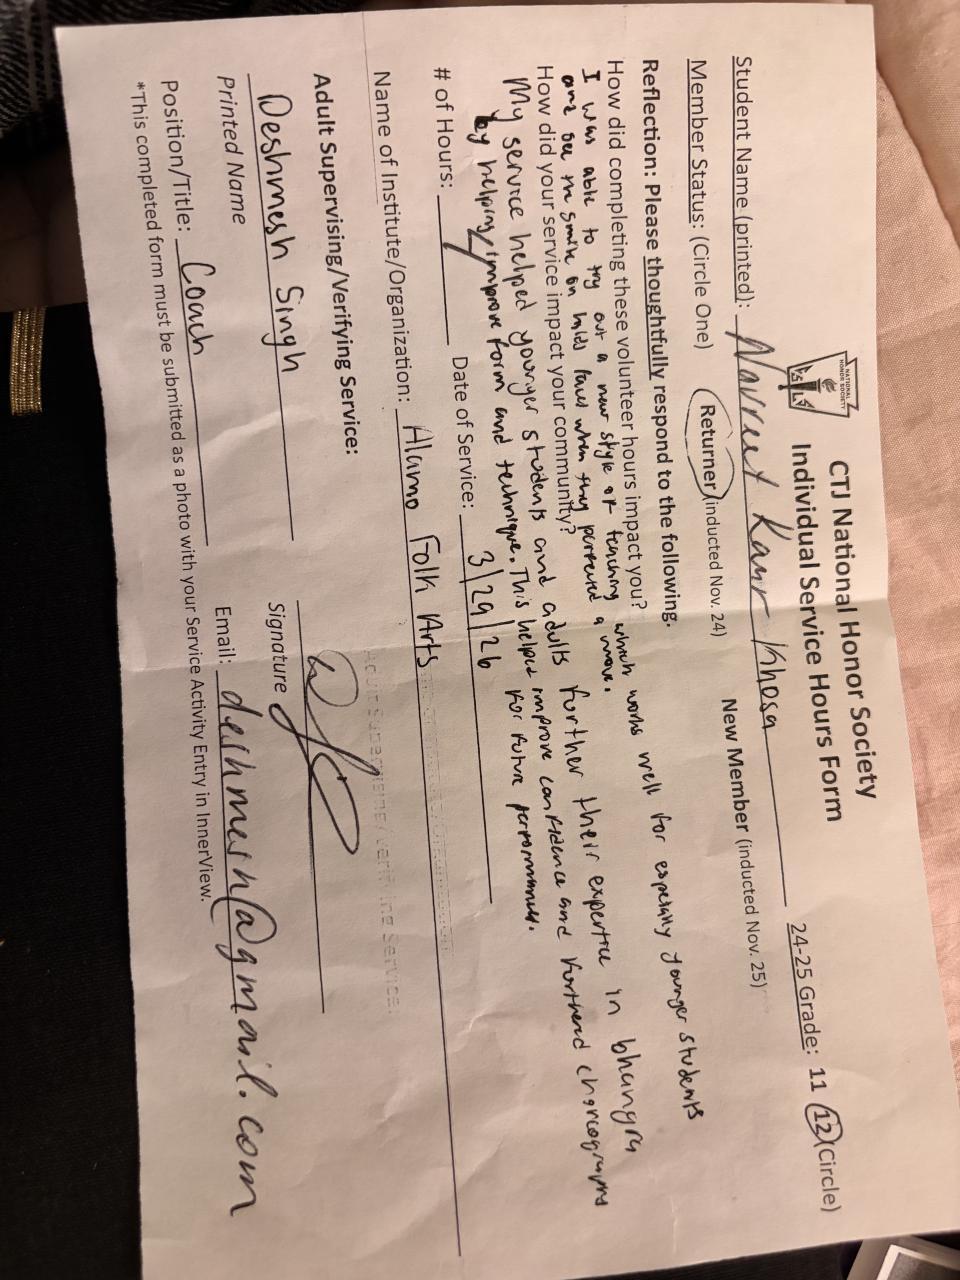 NATIONAL
HONOR SOCIETY
S L
CTJ National Honor Society
Individual Service Hours Form
Student Name (printed): Navreet Kaur Khosa 24-25 Grade: 11 12 (Circle)
Member Status: (Circle One) Returner (inducted Nov. 24) New Member (inducted Nov. 25)
Reflection: Please thoughtfully respond to the following.
How did completing these volunteer hours impact you?
I was able to try out a new style of teaching which works well for especially younger students
and see the smile on kids faces when they perfected a move.
How did your service impact your community?
My service helped younger students and adults further their expertise in bhangra
by helping improve form and technique. This helped improve confidence and furthered choreographs
for future performances.
# of Hours: Date of Service: 3/29/26
Name of Institute/Organization: Alamo Folk Arts
Adult Supervising/Verifying Service:
Deshmesh Singh
Printed Name Signature
Position/Title: Coach Email: deshmesh@gmail.com
*This completed form must be submitted as a photo with your Service Activity Entry in InnerView.